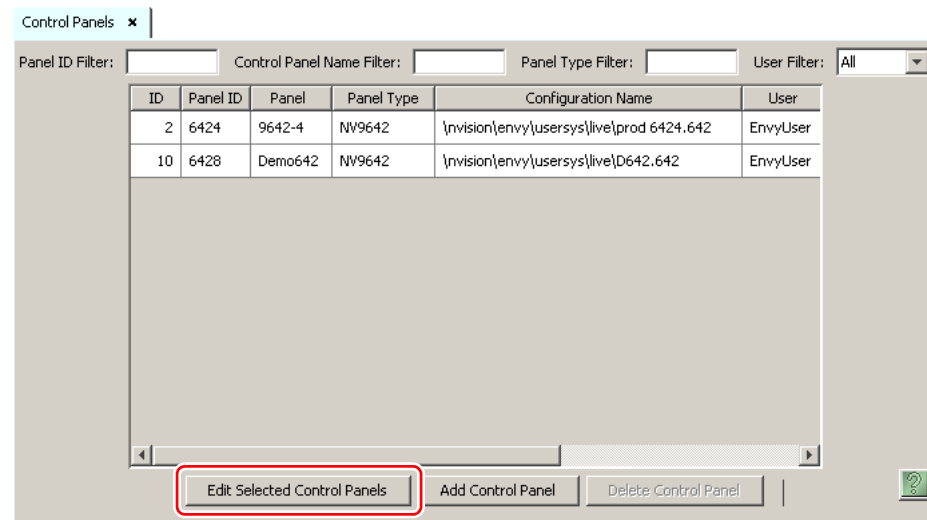 Control Panels ×
Panel ID Filter: Control Panel Name Filter: Panel Type Filter: User Filter: All
ID Panel ID Panel Panel Type Configuration Name User
2 6424 9642-4 NV9642 \nvision\envy\usersys\live\prod 6424.642 EnvyUser
10 6428 Demo642 NV9642 \nvision\envy\usersys\live\D642.642 EnvyUser
Edit Selected Control Panels Add Control Panel Delete Control Panel ?